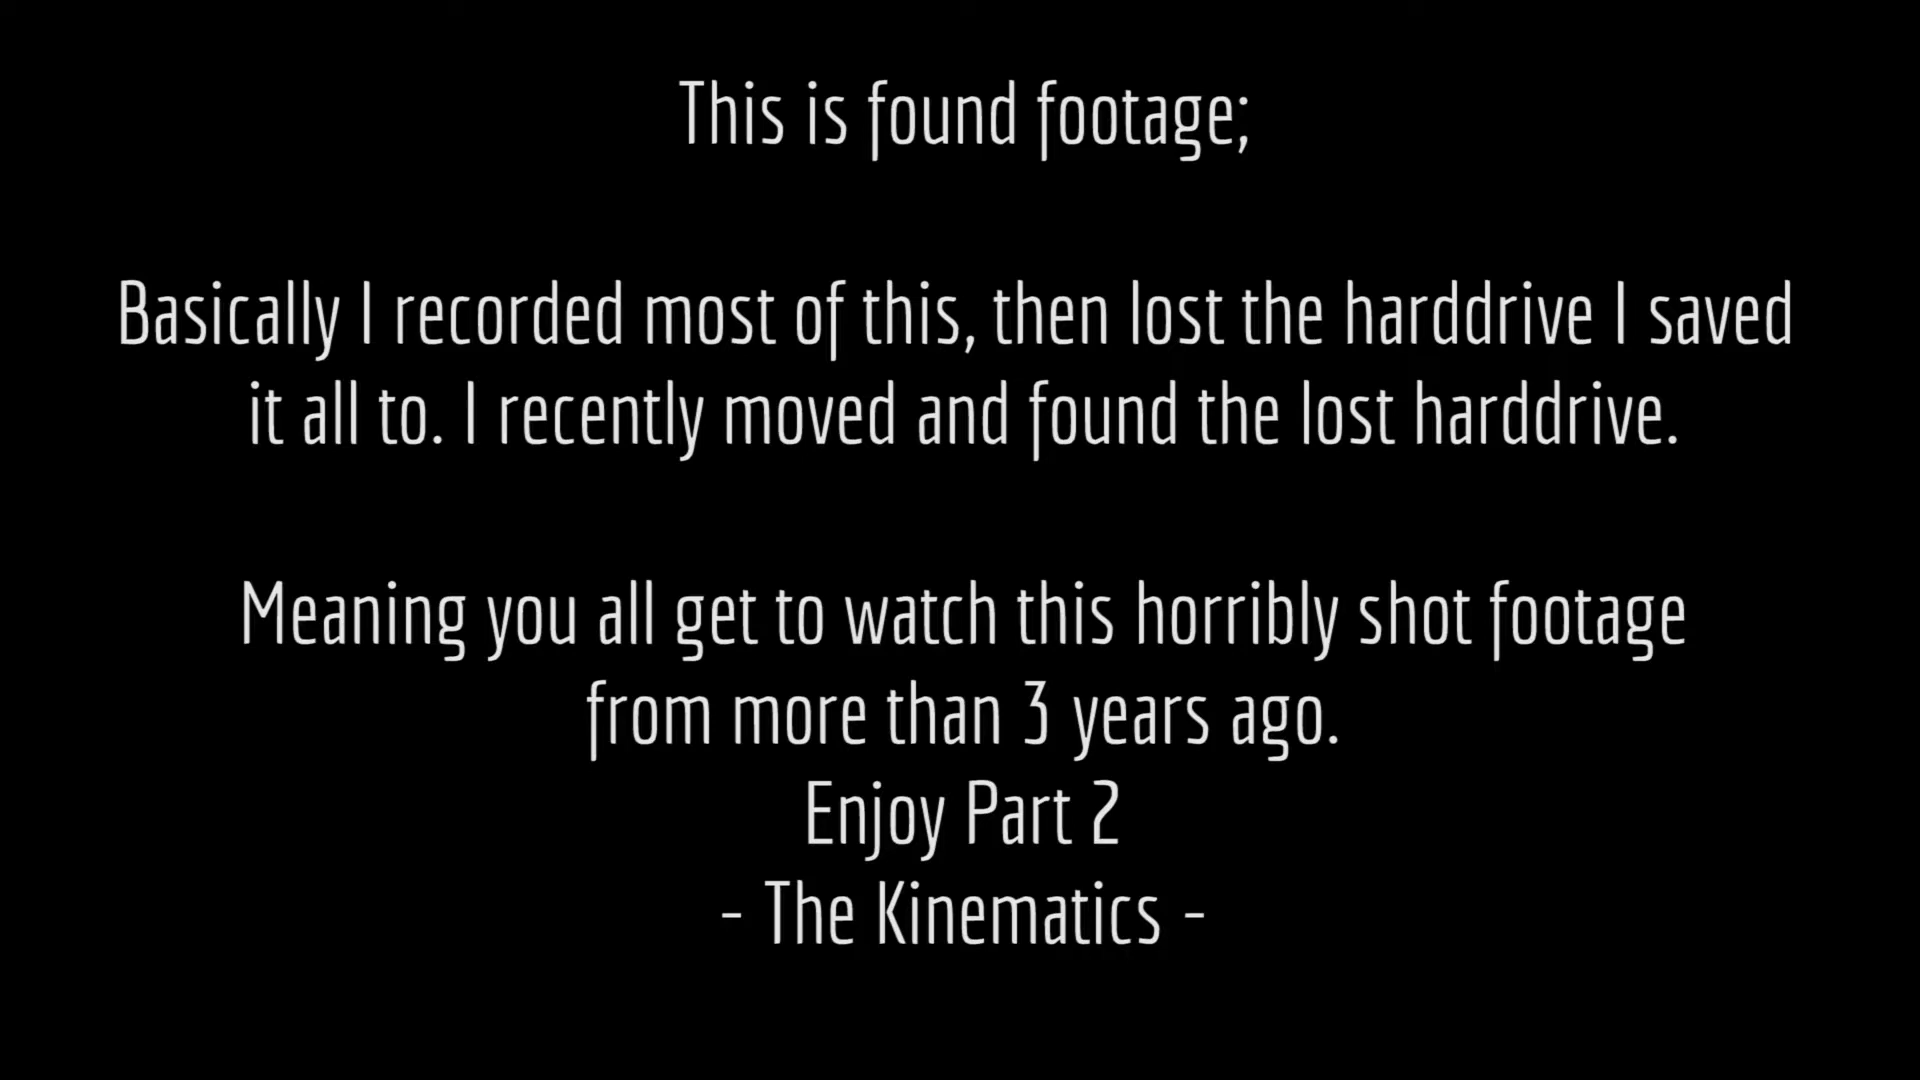 This is found footage;
Basically I recorded most of this, then lost the harddrive I saved
it all to. I recently moved and found the lost harddrive.
Meaning you all get to watch this horribly shot footage
from more than 3 years ago.
Enjoy Part 2
- The Kinematics -